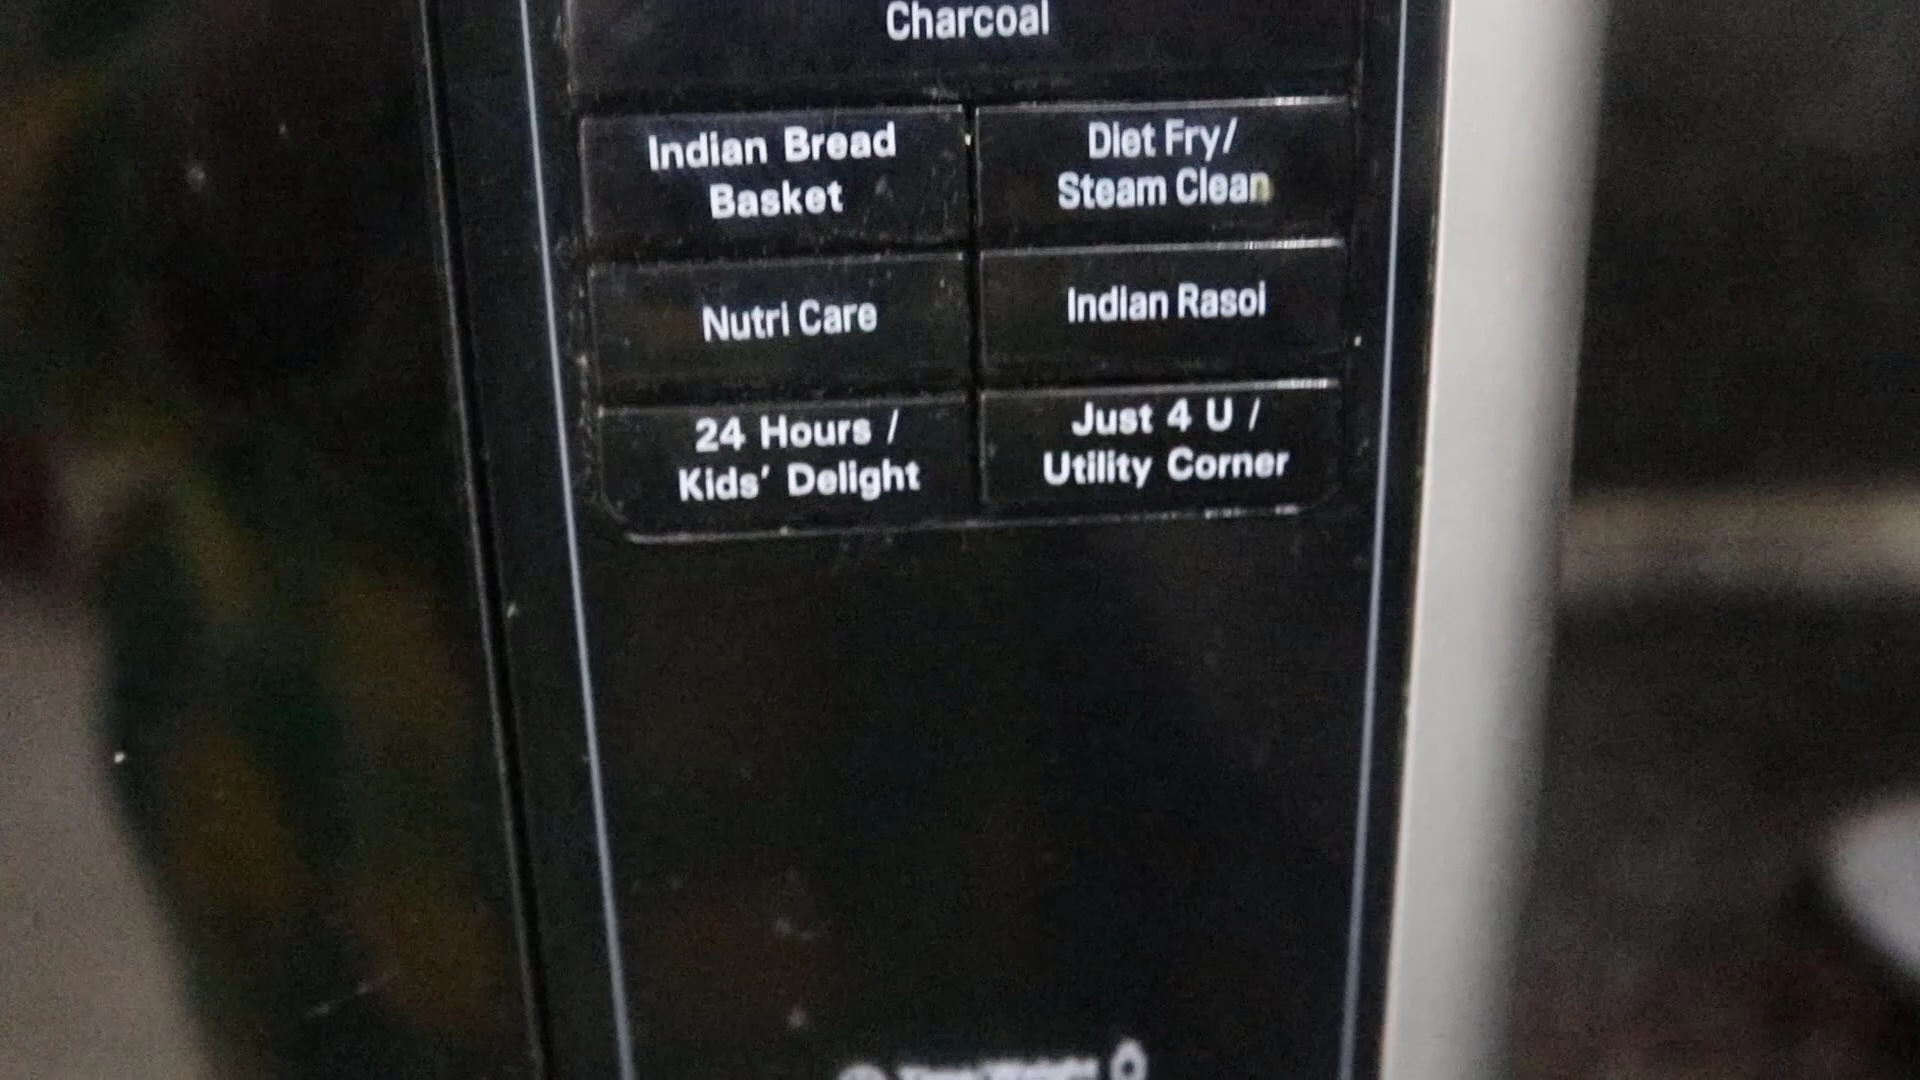 Charcoal
Indian Bread
Basket
Diet Fry/
Steam Clean
Nutri Care
Indian Rasoi
24 Hours /
Kids' Delight
Just 4 U /
Utility Corner